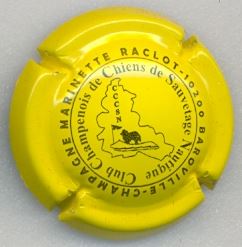 CHAMPAGNE MARINETTE RACLOT-10200 BAROVILLE-
Club Champenois de Chiens de Sauvetage Nautique
CCCSN